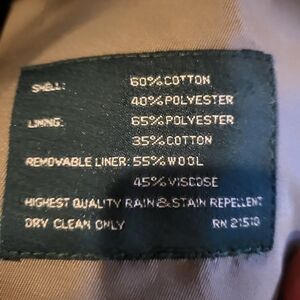 SHELL: 60% COTTON
40% POLYESTER
LINING: 65% POLYESTER
35% COTTON
REMOVABLE LINER: 55% WOOL
45% VISCOSE
HIGHEST QUALITY RAIN & STAIN REPELLENT
DRY CLEAN ONLY RN 21510